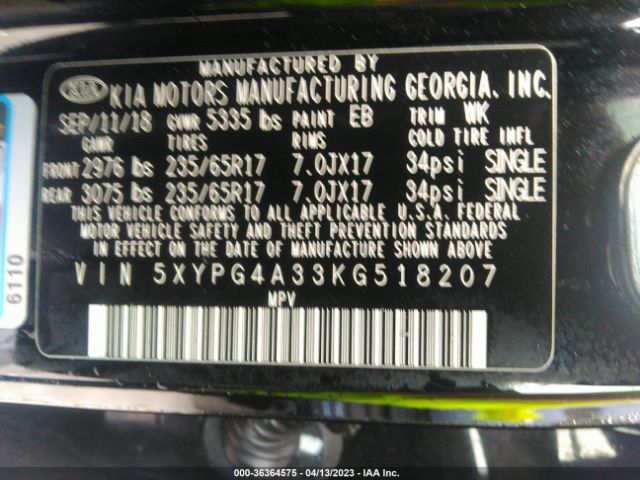 MANUFACTURED BY
KIA KIA MOTORS MANUFACTURING GEORGIA, INC.
SEP/11/18 GVWR 5335 lbs PAINT EB TRIM WK
GAWR TIRES RIMS COLD TIRE INFL
FRONT 2976 lbs 235/65R17 7.0JX17 34psi SINGLE
REAR 3075 lbs 235/65R17 7.0JX17 34psi SINGLE
THIS VEHICLE CONFORMS TO ALL APPLICABLE U.S.A. FEDERAL
MOTOR VEHICLE SAFETY AND THEFT PREVENTION STANDARDS
IN EFFECT ON THE DATE OF MANUFACTURE SHOWN ABOVE
VIN 5XYPG4A33KG518207
MPV
6110
000-36364575 - 04/13/2023 - IAA Inc.